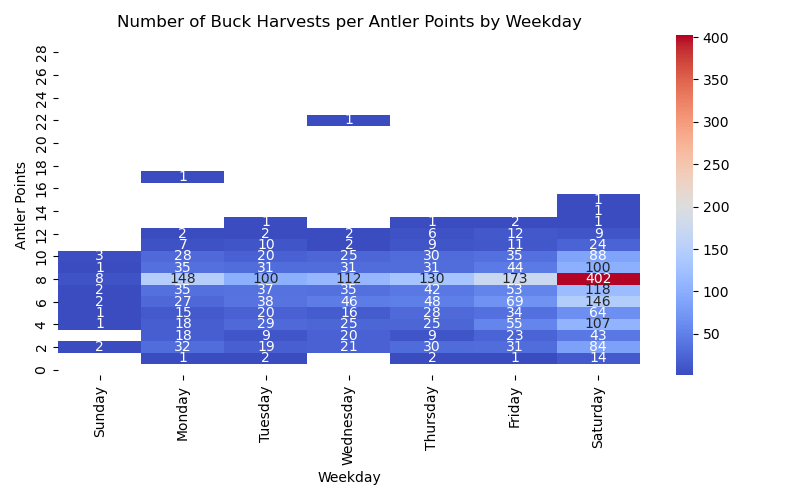 Number of Buck Harvests per Antler Points by Weekday
Antler Points
28
26
24
22
20
18
16
14
12
10
8
6
4
2
0
1
1
1
1
1 1 2 1
2 2 2 6 12 9
7 10 2 9 11 24
3 28 20 25 30 35 88
1 35 31 31 31 44 100
8 148 100 112 130 173 402
2 35 37 35 42 53 118
2 27 38 46 48 69 146
1 15 20 16 28 34 64
1 18 29 25 25 55 107
18 9 20 9 23 43
2 32 19 21 30 31 84
1 2 2 1 14
Sunday
Monday
Tuesday
Wednesday
Thursday
Friday
Saturday
Weekday
400
350
300
250
200
150
100
50